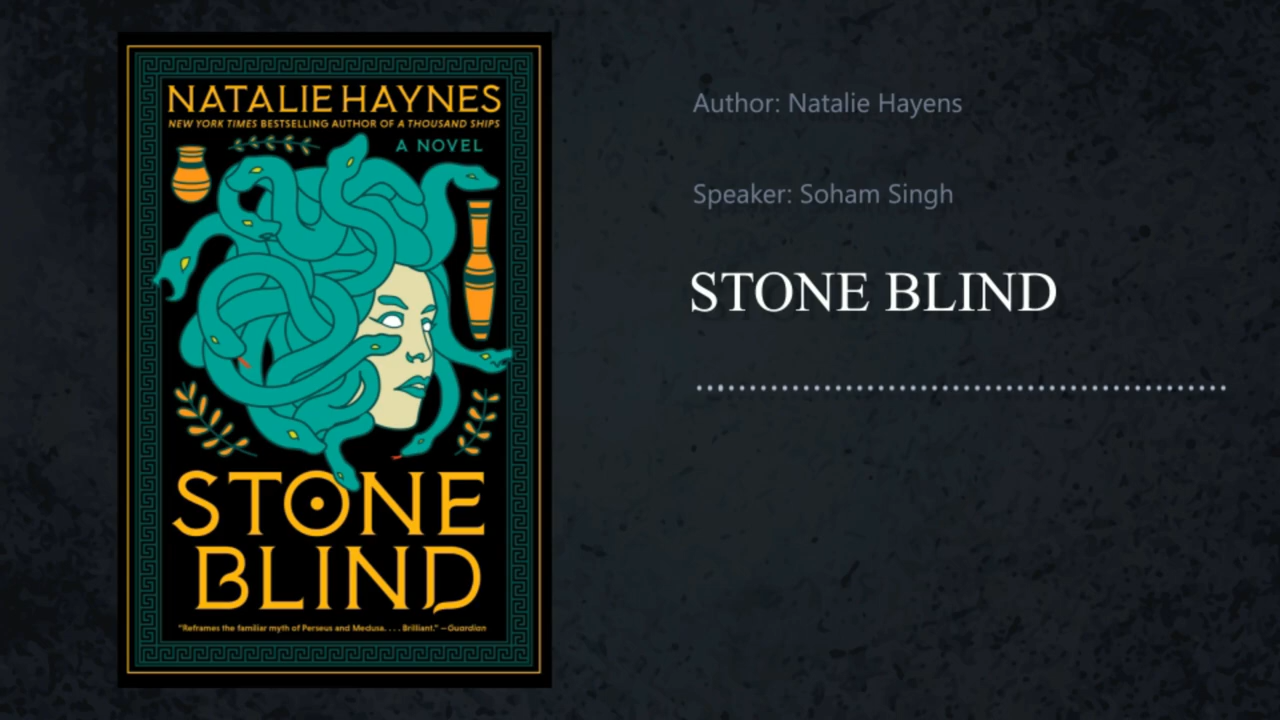 NATALIE HAYNES
NEW YORK TIMES BESTSELLING AUTHOR OF A THOUSAND SHIPS
A NOVEL
STONE
BLIND
"Reframes the familiar myth of Perseus and Medusa. . . . Brilliant." —Guardian
Author: Natalie Hayens
Speaker: Soham Singh
STONE BLIND